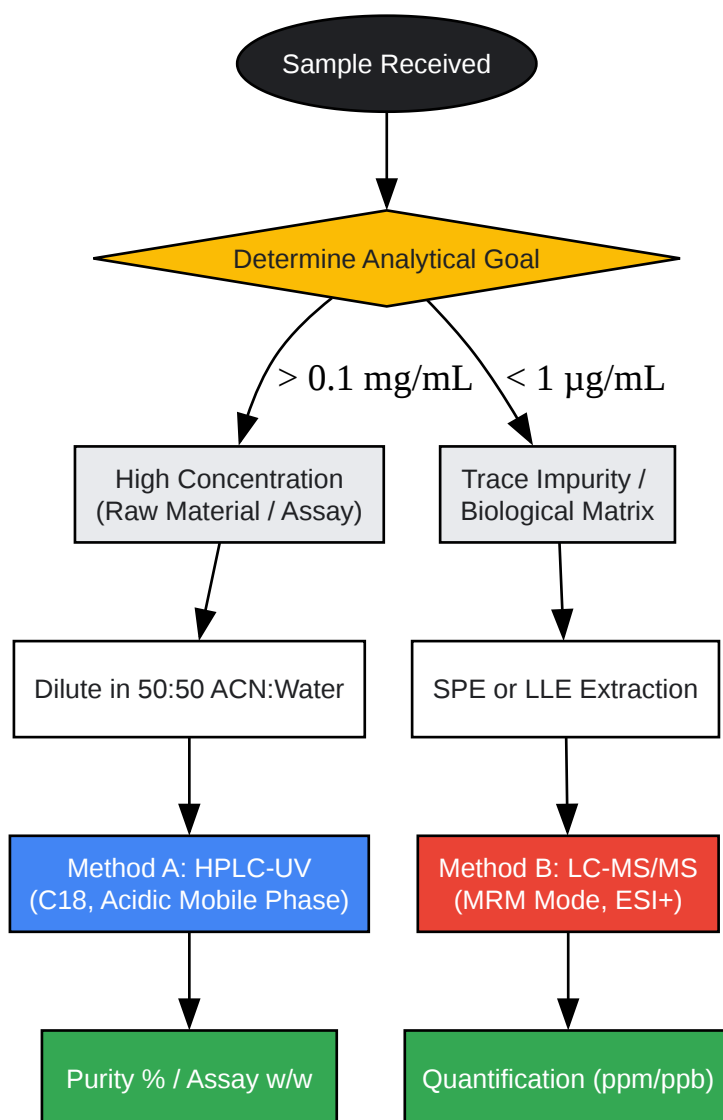 Sample Received
Determine Analytical Goal
> 0.1 mg/mL
< 1 µg/mL
High Concentration
(Raw Material / Assay)
Trace Impurity /
Biological Matrix
Dilute in 50:50 ACN:Water
SPE or LLE Extraction
Method A: HPLC-UV
(C18, Acidic Mobile Phase)
Method B: LC-MS/MS
(MRM Mode, ESI+)
Purity % / Assay w/w
Quantification (ppm/ppb)